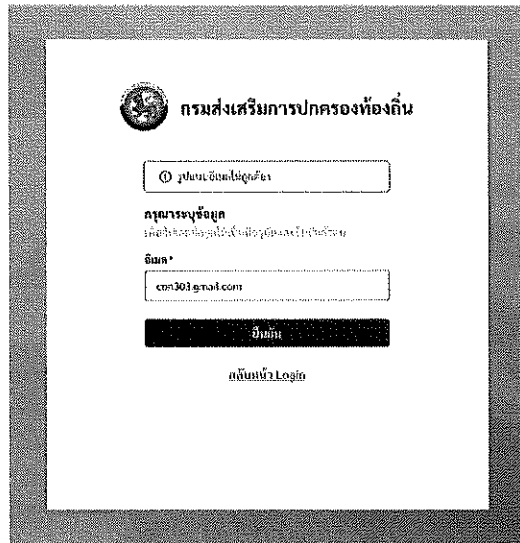 กรมส่งเสริมการปกครองท้องถิ่น
รูปแบบอีเมลไม่ถูกต้อง
กรุณาระบุข้อมูล
อีเมล *
ยืนยัน
กลับหน้า Login